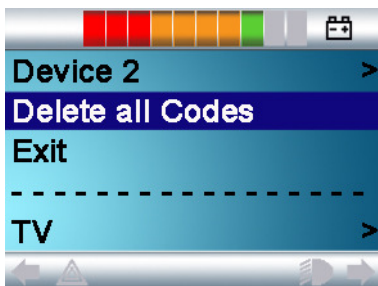 Device 2 >
Delete all Codes
Exit
- - - - - - - - - - - - - - - - -
TV >